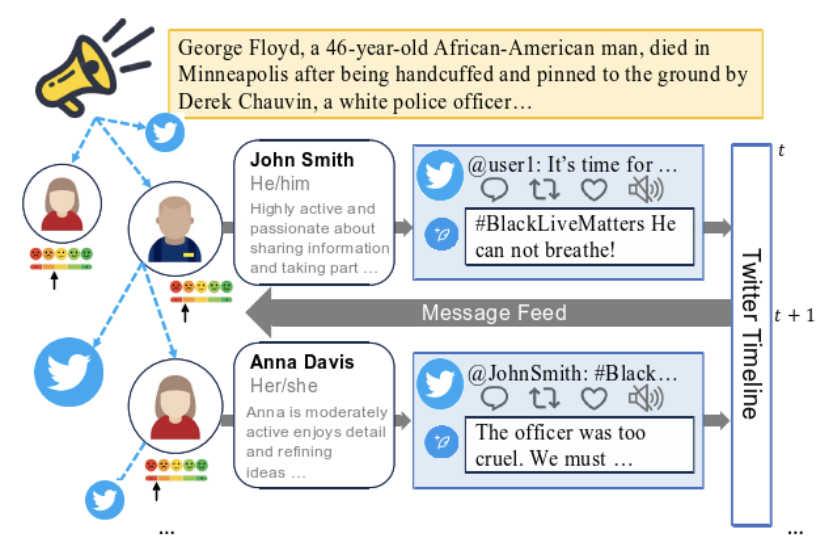 George Floyd, a 46-year-old African-American man, died in
Minneapolis after being handcuffed and pinned to the ground by
Derek Chauvin, a white police officer…
John Smith
He/him
Highly active and
passionate about
sharing information
and taking part …
@user1: It's time for …
#BlackLiveMatters He
can not breathe!
t
Twitter Timeline
Message Feed
t + 1
Anna Davis
Her/she
Anna is moderately
active enjoys detail
and refining
ideas …
@JohnSmith: #Black…
The officer was too
cruel. We must …
...
...